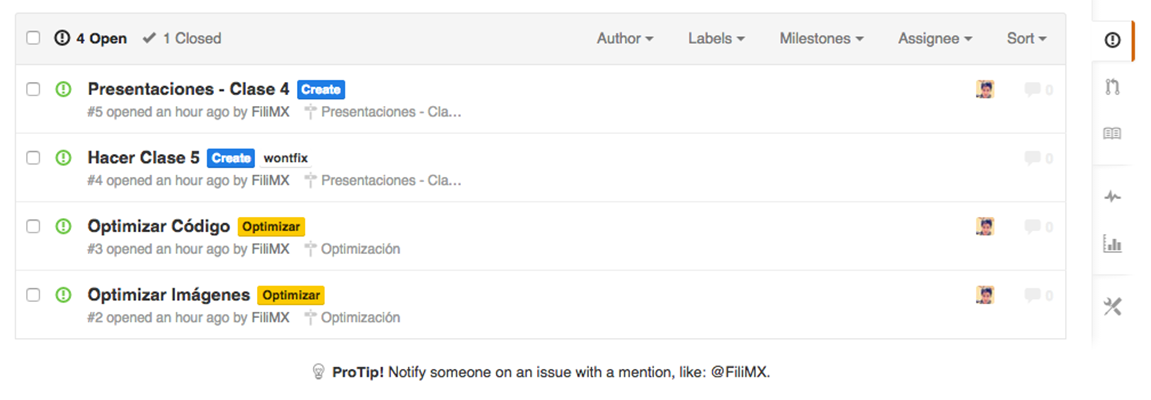 4 Open 1 Closed Author Labels Milestones Assignee Sort
Presentaciones - Clase 4 Create 0
#5 opened an hour ago by FiliMX Presentaciones - Cla...
Hacer Clase 5 Create wontfix 0
#4 opened an hour ago by FiliMX Presentaciones - Cla...
Optimizar Código Optimizar 0
#3 opened an hour ago by FiliMX Optimización
Optimizar Imágenes Optimizar 0
#2 opened an hour ago by FiliMX Optimización
ProTip! Notify someone on an issue with a mention, like: @FiliMX.